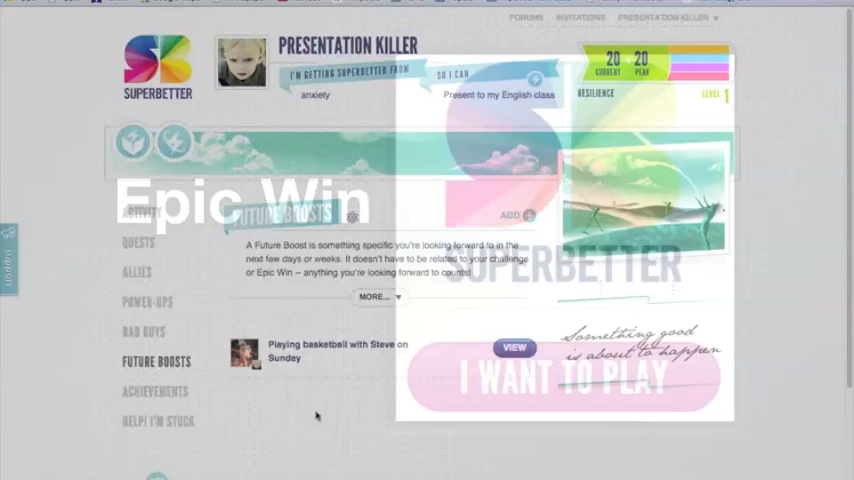 FORUMS INVITATIONS PRESENTATION KILLER
SUPERBETTER
PRESENTATION KILLER
I'M GETTING SUPERBETTER FROM
anxiety
SO I CAN
Present to my English class
20 20
CURRENT PEAK
RESILIENCE LEVEL 1
Epic Win
ACTIVITY
QUESTS
ALLIES
POWER-UPS
BAD GUYS
FUTURE BOOSTS
ACHIEVEMENTS
HELP! I'M STUCK
FUTURE BOOSTS
ADD
A Future Boost is something specific you're looking forward to in the
next few days or weeks. It doesn't have to be related to your challenge
or Epic Win – anything you're looking forward to counts!
MORE...
Playing basketball with Steve on
Sunday
VIEW
SUPERBETTER
Something good
is about to happen
I WANT TO PLAY
support